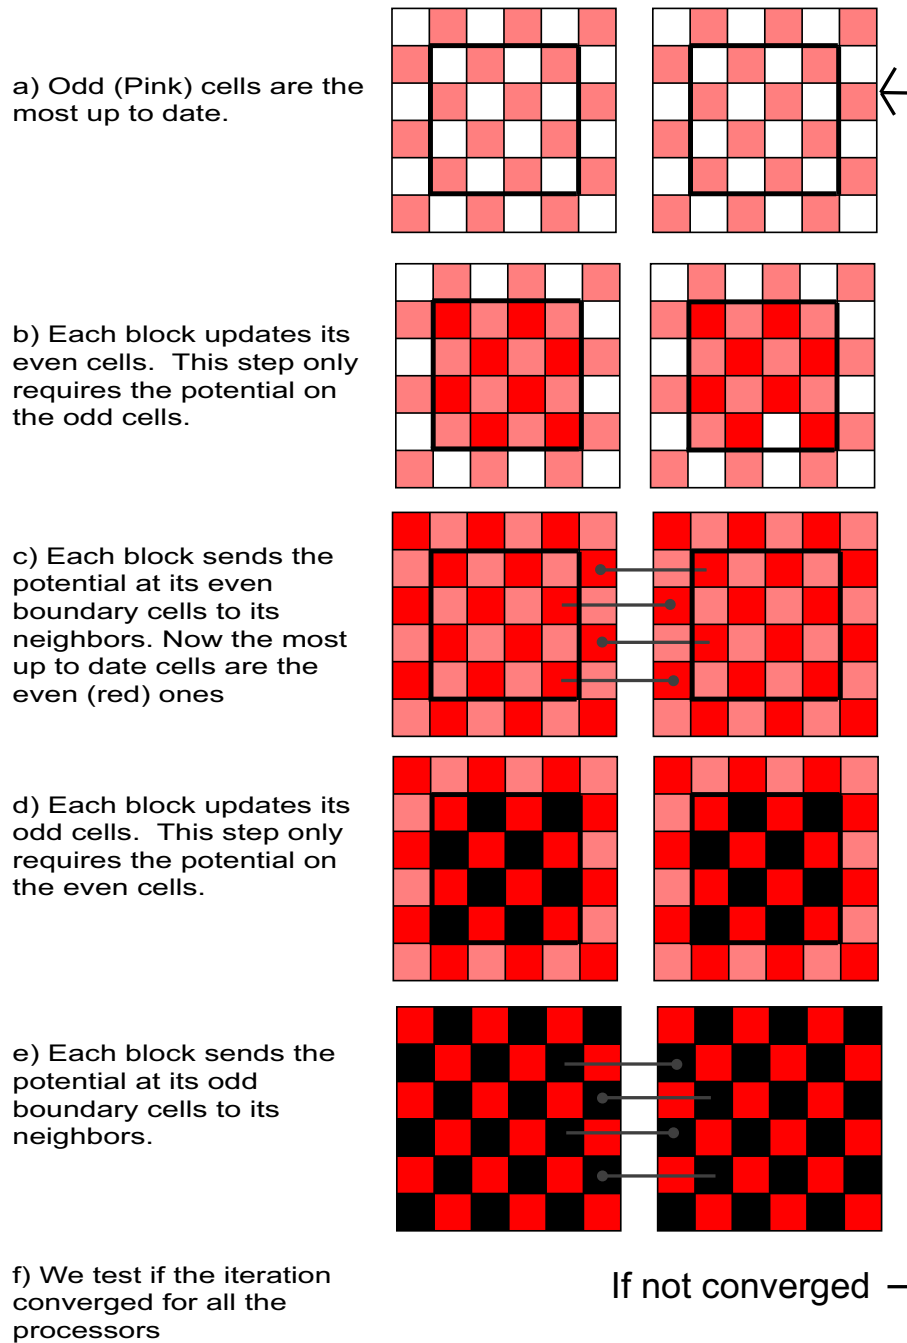 a) Odd (Pink) cells are the
most up to date.
b) Each block updates its
even cells.  This step only
requires the potential on
the odd cells.
c) Each block sends the
potential at its even
boundary cells to its
neighbors. Now the most
up to date cells are the
even (red) ones
d) Each block updates its
odd cells.  This step only
requires the potential on
the even cells.
e) Each block sends the
potential at its odd
boundary cells to its
neighbors.
f) We test if the iteration
converged for all the
processors
If not converged